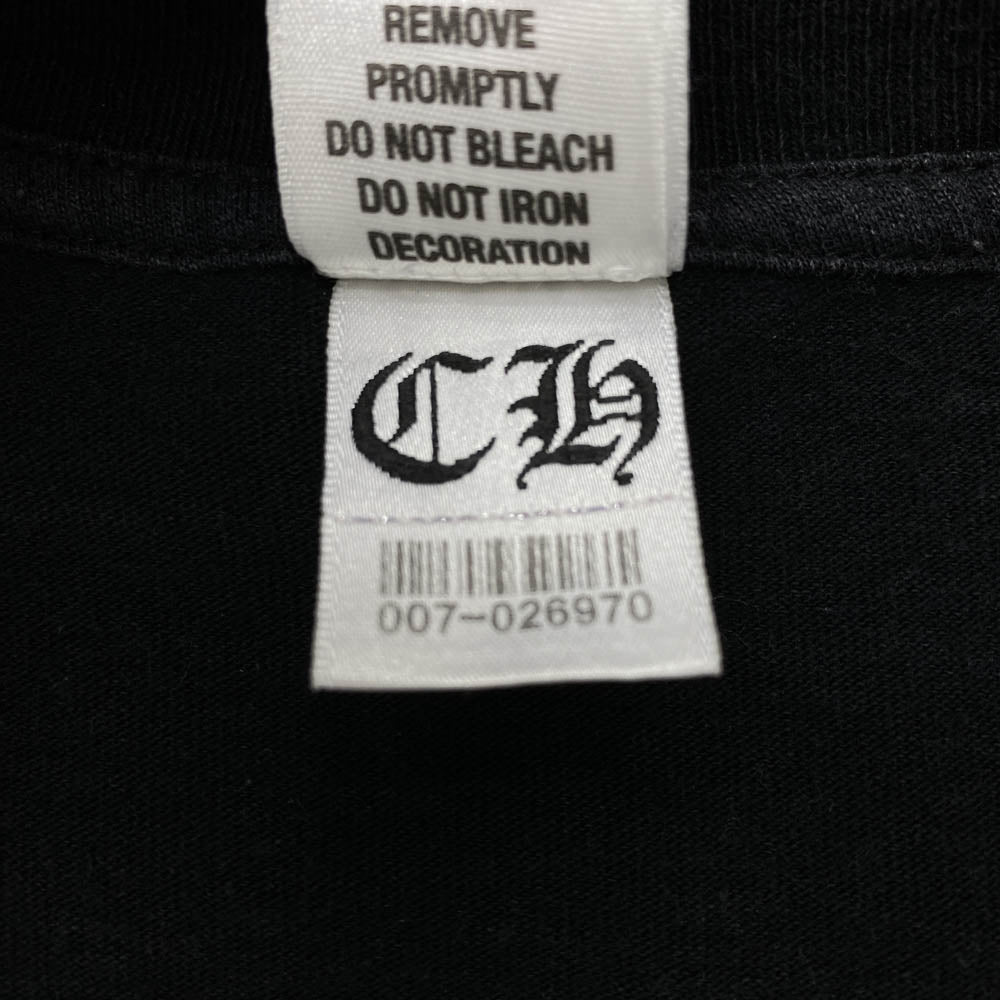 REMOVE
PROMPTLY
DO NOT BLEACH
DO NOT IRON
DECORATION
CH
007-026970